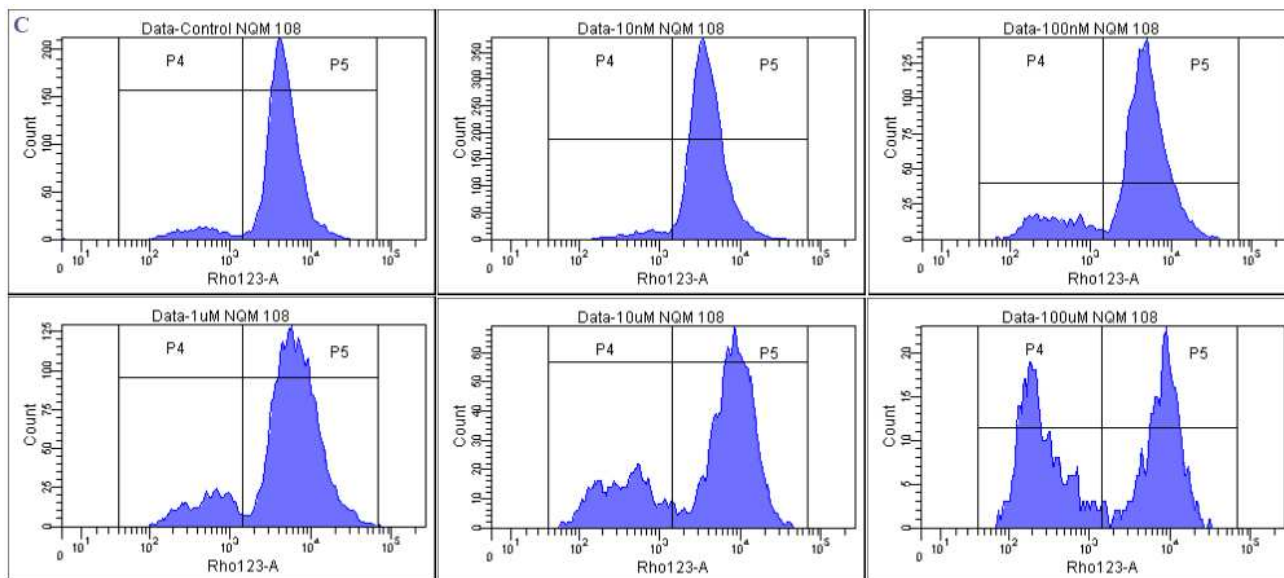 C
Data-Control NQM 108
P4
P5
Count
0
50
100
150
200
0
10^1
10^2
10^3
10^4
10^5
Rho123-A
Data-10nM NQM 108
P4
P5
Count
0
50
100
150
200
250
300
350
0
10^1
10^2
10^3
10^4
10^5
Rho123-A
Data-100nM NQM 108
P4
P5
Count
0
25
50
75
100
125
0
10^1
10^2
10^3
10^4
10^5
Rho123-A
Data-1uM NQM 108
P4
P5
Count
0
25
50
75
100
125
0
10^1
10^2
10^3
10^4
10^5
Rho123-A
Data-10uM NQM 108
P4
P5
Count
0
10
20
30
40
50
60
0
10^1
10^2
10^3
10^4
10^5
Rho123-A
Data-100uM NQM 108
P4
P5
Count
0
5
10
15
20
0
10^1
10^2
10^3
10^4
10^5
Rho123-A